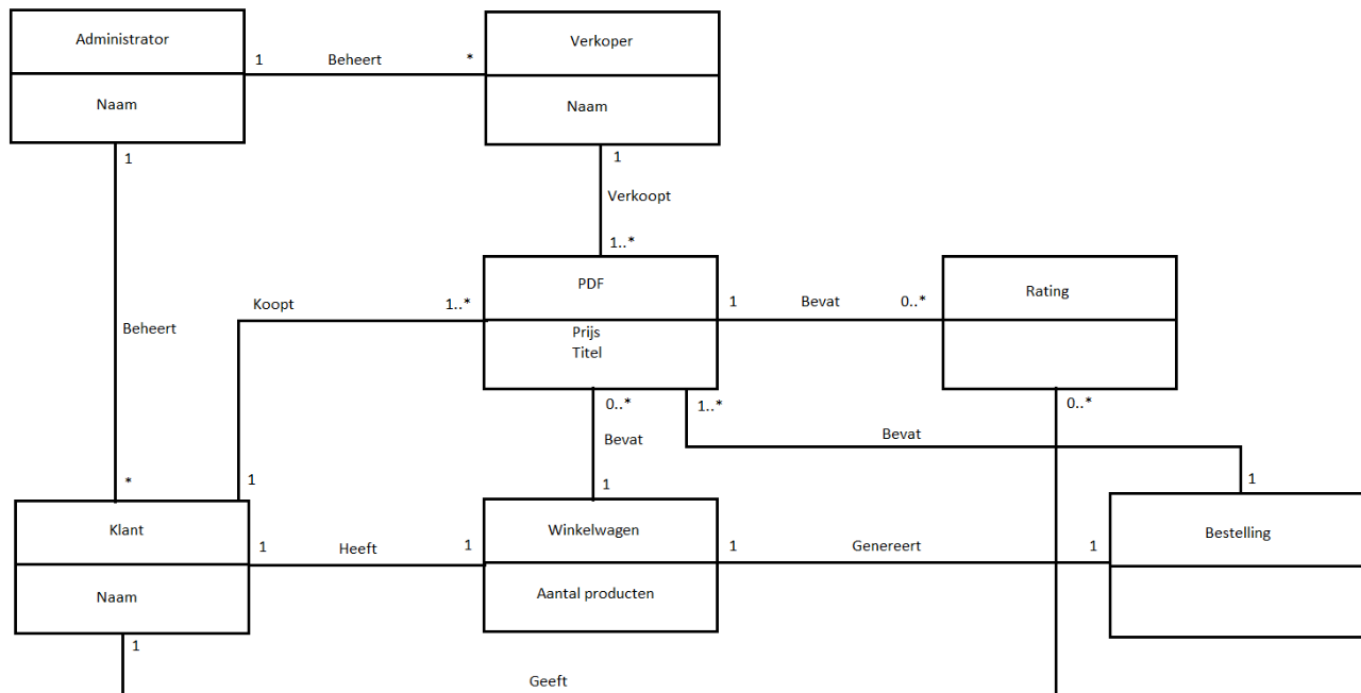 Administrator
1 Beheert *
Verkoper
Naam
Naam
1
1
Verkoopt
1..*
PDF
Rating
Koopt 1..*
1 Bevat 0..*
Beheert
Prijs
Titel
0..*
1..*
0..*
Bevat
Bevat
*
1
1
1
Klant
Winkelwagen
Bestelling
1 Heeft 1
1 Genereert 1
Naam
Aantal producten
1
Geeft